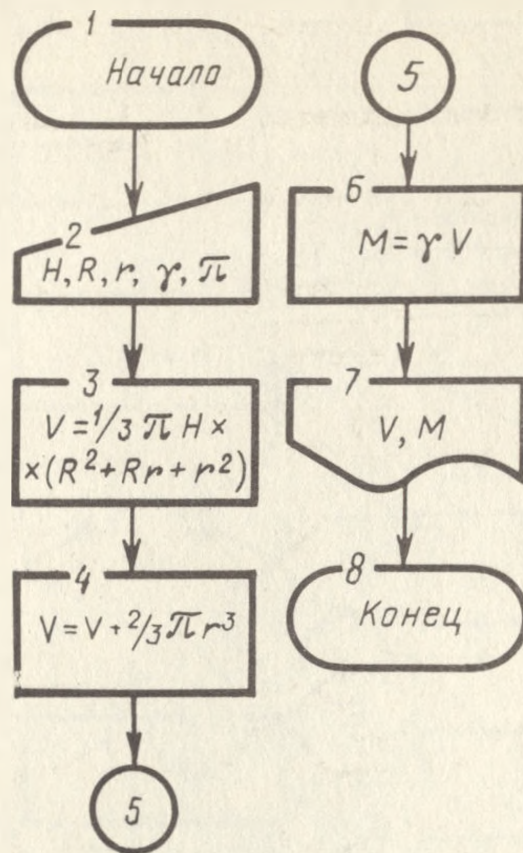 1
Начало
2
H, R, r, γ, π
3
V = 1/3 π H ×
× (R² + Rr + r²)
4
V = V + 2/3 π r³
5
5
6
M = γ V
7
V, M
8
Конец